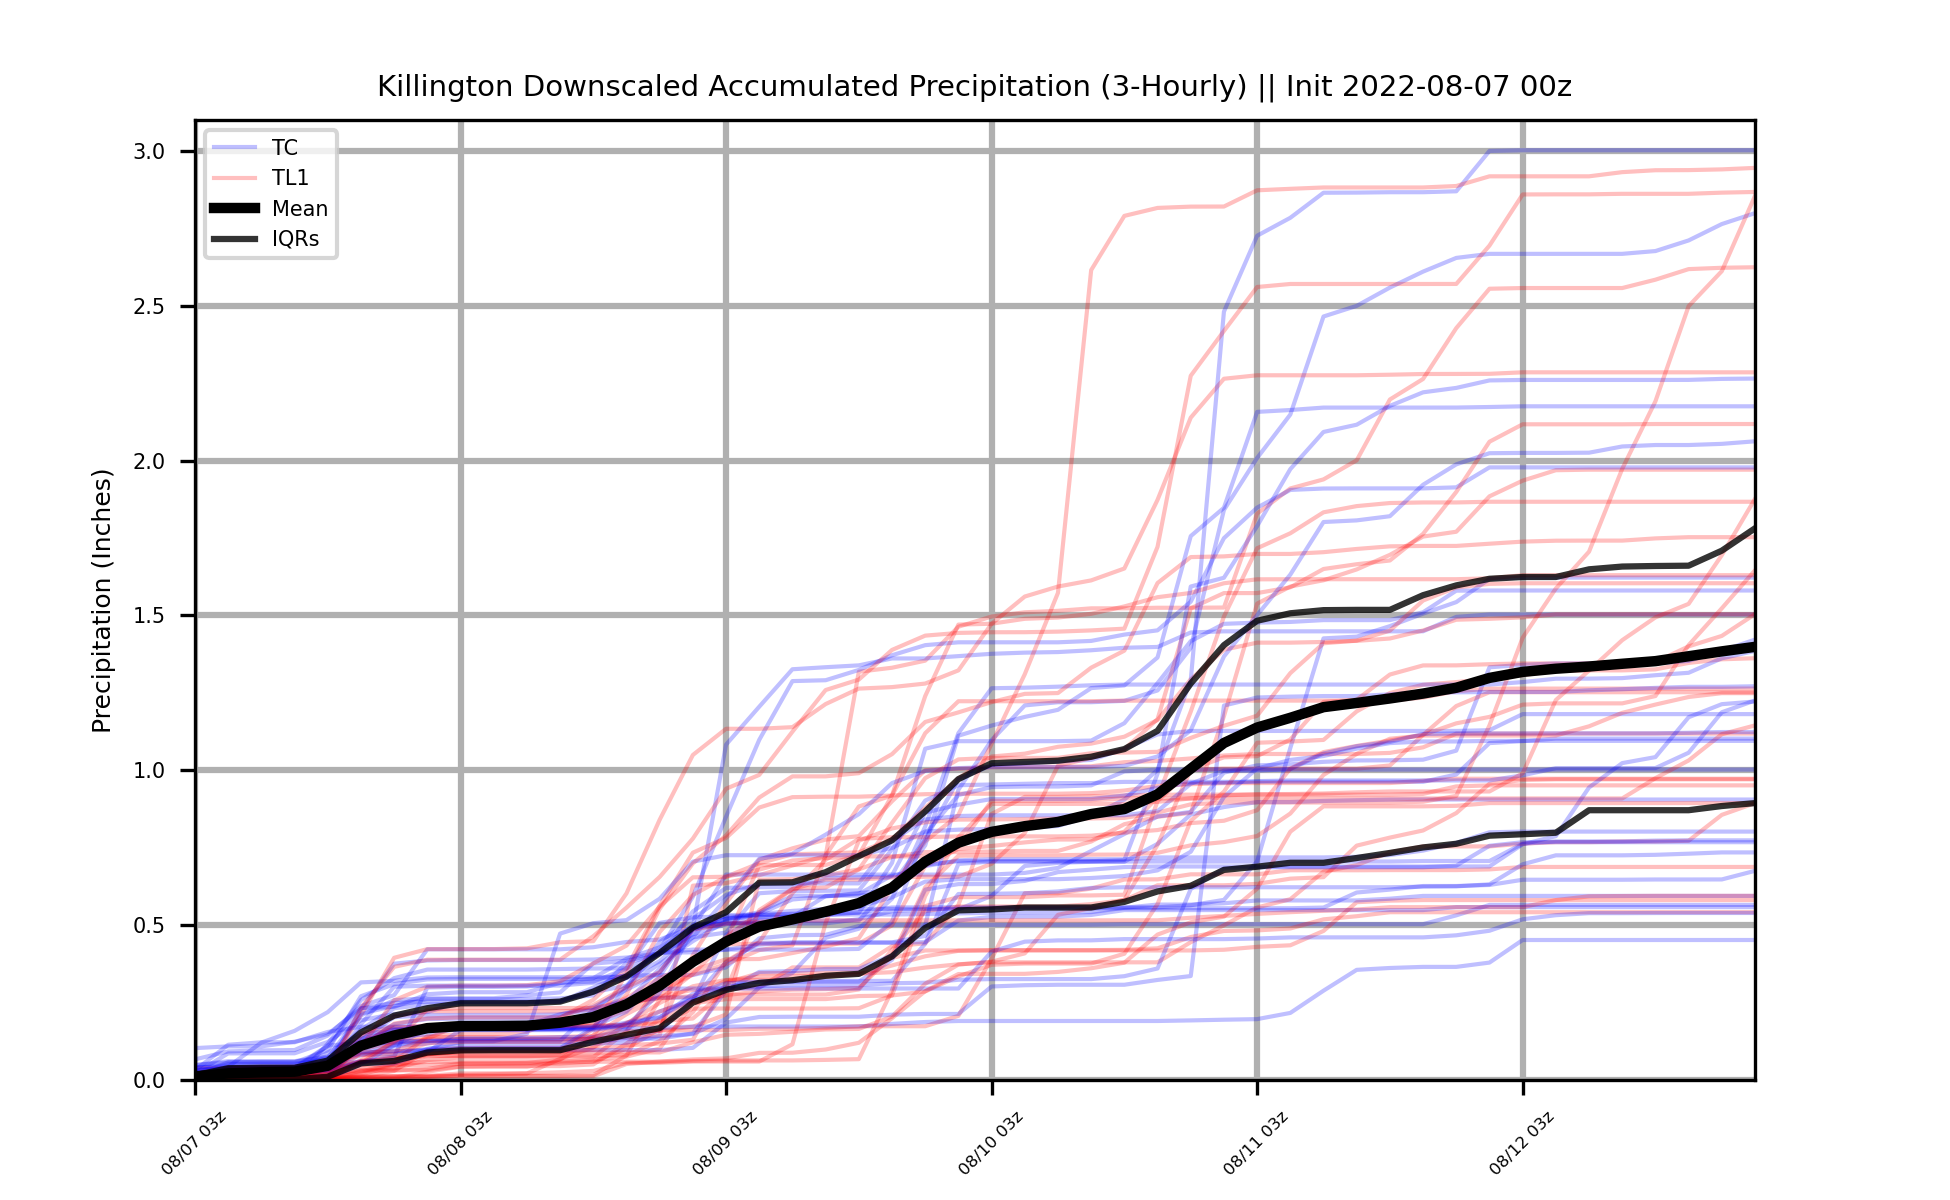 Killington Downscaled Accumulated Precipitation (3-Hourly) || Init 2022-08-07 00z
TC
TL1
Mean
IQRs
Precipitation (Inches)
3.0
2.5
2.0
1.5
1.0
0.5
0.0
08/07 03z
08/08 03z
08/09 03z
08/10 03z
08/11 03z
08/12 03z